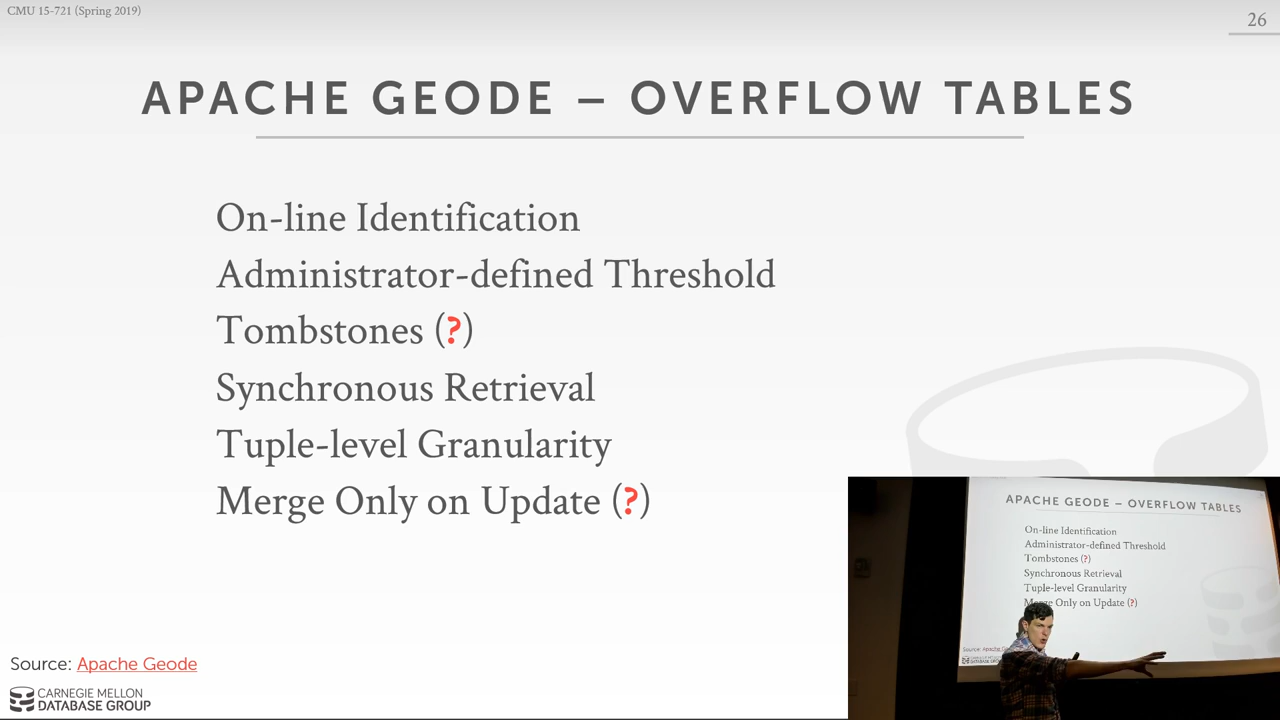 CMU 15-721 (Spring 2019)
26
APACHE GEODE – OVERFLOW TABLES
On-line Identification
Administrator-defined Threshold
Tombstones (?)
Synchronous Retrieval
Tuple-level Granularity
Merge Only on Update (?)
Source: Apache Geode
CARNEGIE MELLON
DATABASE GROUP
APACHE GEODE – OVERFLOW TABLES
On-line Identification
Administrator-defined Threshold
Tombstones (?)
Synchronous Retrieval
Tuple-level Granularity
Merge Only on Update (?)